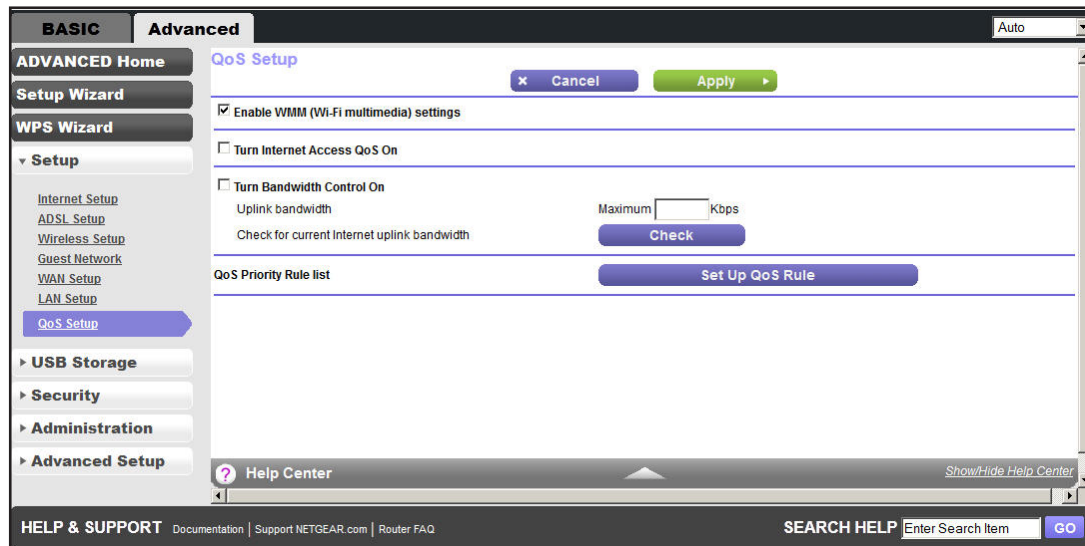 BASIC
Advanced
Auto
ADVANCED Home
Setup Wizard
WPS Wizard
Setup
Internet Setup
ADSL Setup
Wireless Setup
Guest Network
WAN Setup
LAN Setup
QoS Setup
USB Storage
Security
Administration
Advanced Setup
QoS Setup
Cancel
Apply
Enable WMM (Wi-Fi multimedia) settings
Turn Internet Access QoS On
Turn Bandwidth Control On
Uplink bandwidth Maximum Kbps
Check for current Internet uplink bandwidth Check
QoS Priority Rule list Set Up QoS Rule
? Help Center Show/Hide Help Center
HELP & SUPPORT Documentation | Support NETGEAR.com | Router FAQ
SEARCH HELP Enter Search Item GO